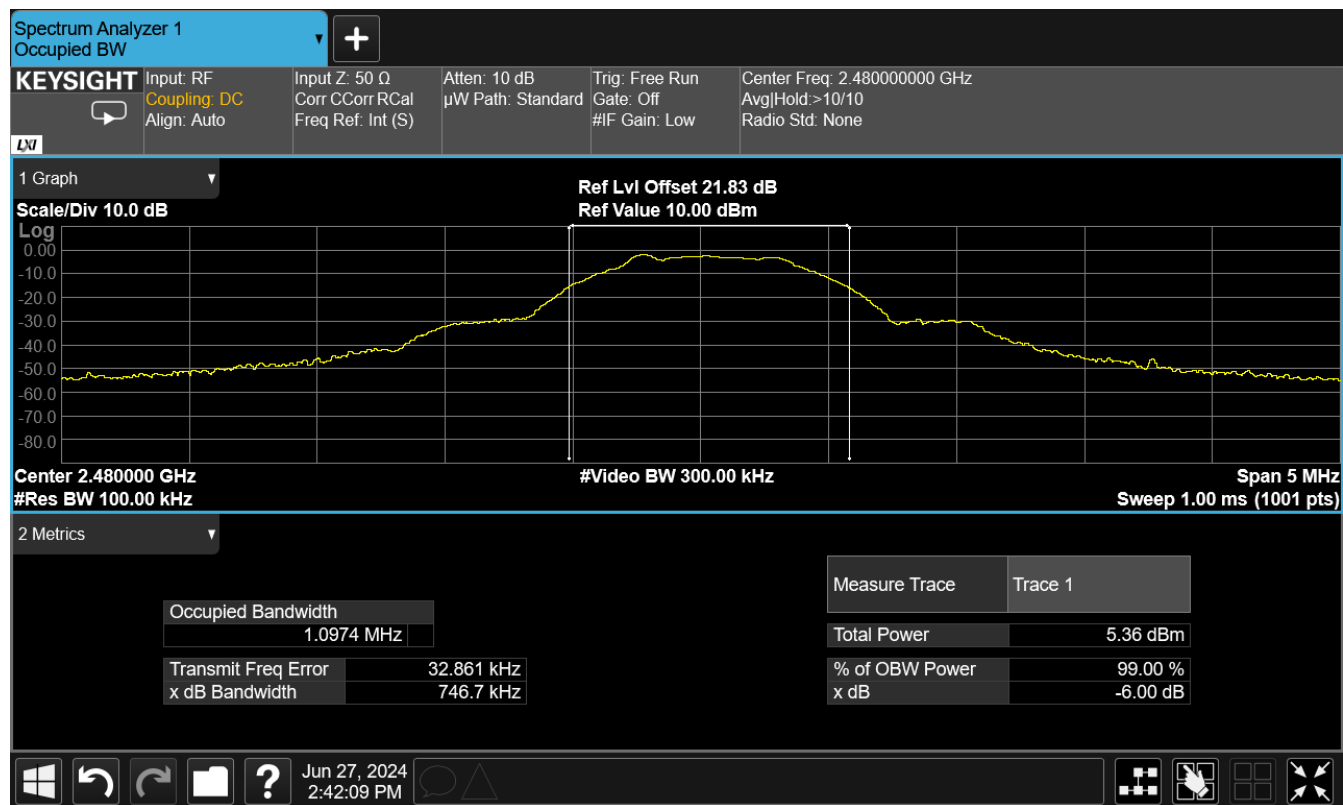 Spectrum Analyzer 1
Occupied BW
▼
+
KEYSIGHT
LXI
Input: RF
Coupling: DC
Align: Auto
Input Z: 50 Ω
Corr CCorr RCal
Freq Ref: Int (S)
Atten: 10 dB
µW Path: Standard
Trig: Free Run
Gate: Off
#IF Gain: Low
Center Freq: 2.480000000 GHz
Avg|Hold:>10/10
Radio Std: None
1 Graph ▼
Scale/Div 10.0 dB
Ref Lvl Offset 21.83 dB
Ref Value 10.00 dBm
Log
0.00
-10.0
-20.0
-30.0
-40.0
-50.0
-60.0
-70.0
-80.0
Center 2.480000 GHz
#Res BW 100.00 kHz
#Video BW 300.00 kHz
Span 5 MHz
Sweep 1.00 ms (1001 pts)
2 Metrics ▼
Occupied Bandwidth
1.0974 MHz
Transmit Freq Error 32.861 kHz
x dB Bandwidth 746.7 kHz
Measure Trace Trace 1
Total Power 5.36 dBm
% of OBW Power 99.00 %
x dB -6.00 dB
?
Jun 27, 2024
2:42:09 PM